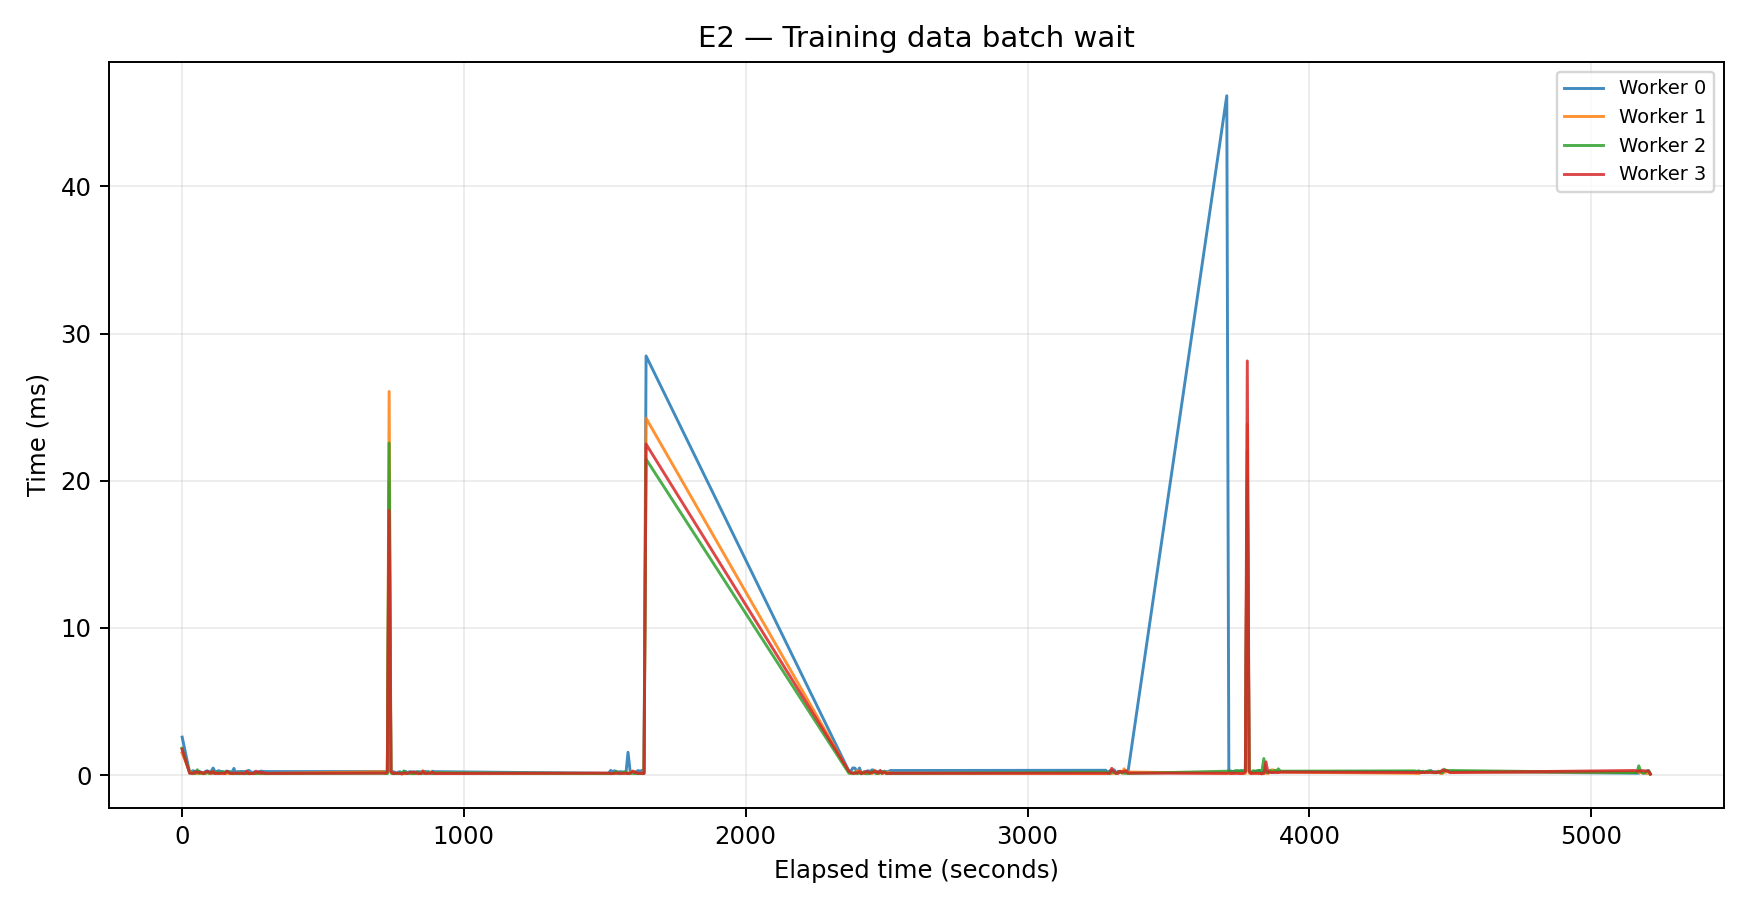 E2 — Training data batch wait
Time (ms)
40
30
20
10
0
Worker 0
Worker 1
Worker 2
Worker 3
0 1000 2000 3000 4000 5000
Elapsed time (seconds)